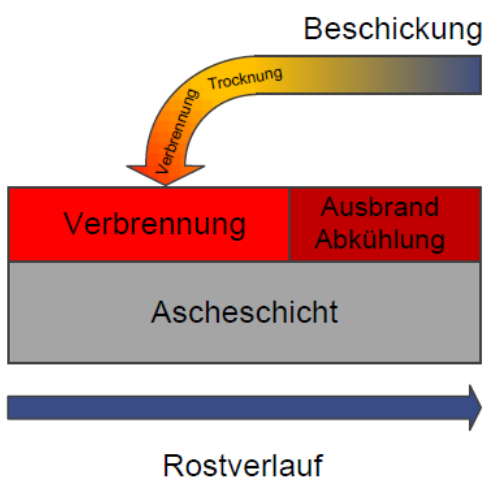 Beschickung
Trocknung
Verbrennung
Verbrennung
Ausbrand
Abkühlung
Ascheschicht
Rostverlauf